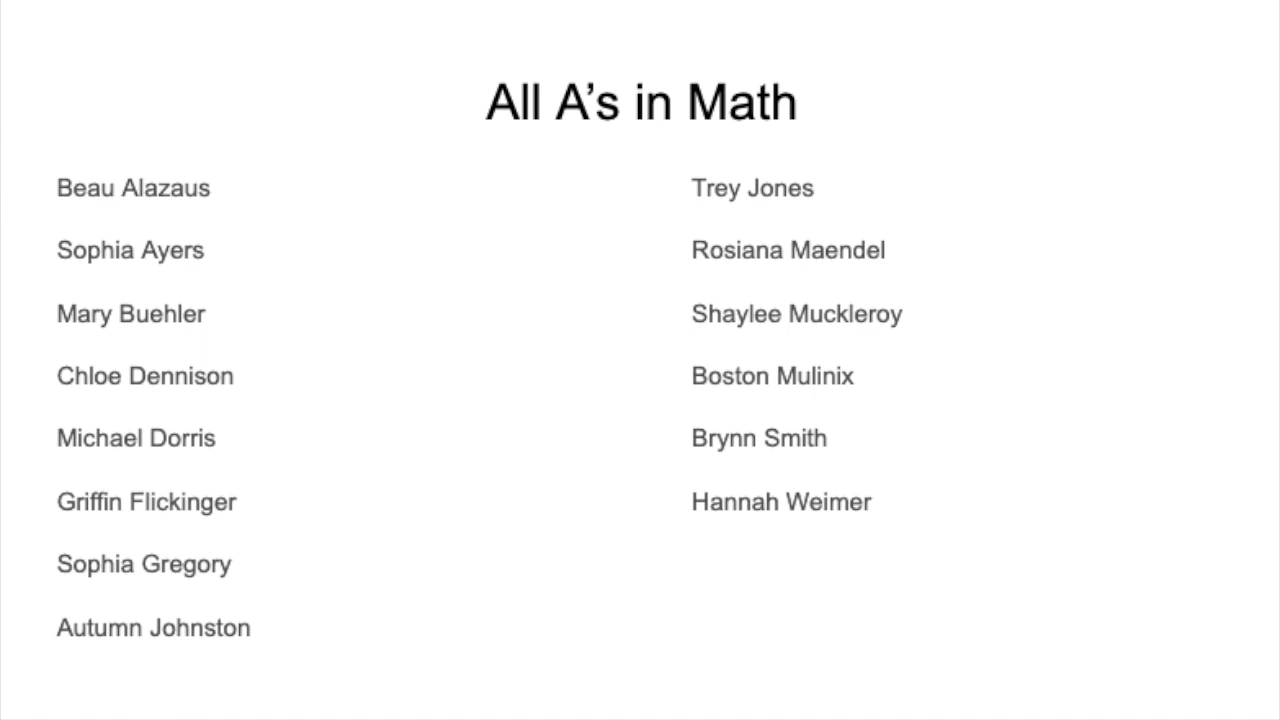 All A’s in Math
Beau Alazaus
Sophia Ayers
Mary Buehler
Chloe Dennison
Michael Dorris
Griffin Flickinger
Sophia Gregory
Autumn Johnston
Trey Jones
Rosiana Maendel
Shaylee Muckleroy
Boston Mulinix
Brynn Smith
Hannah Weimer